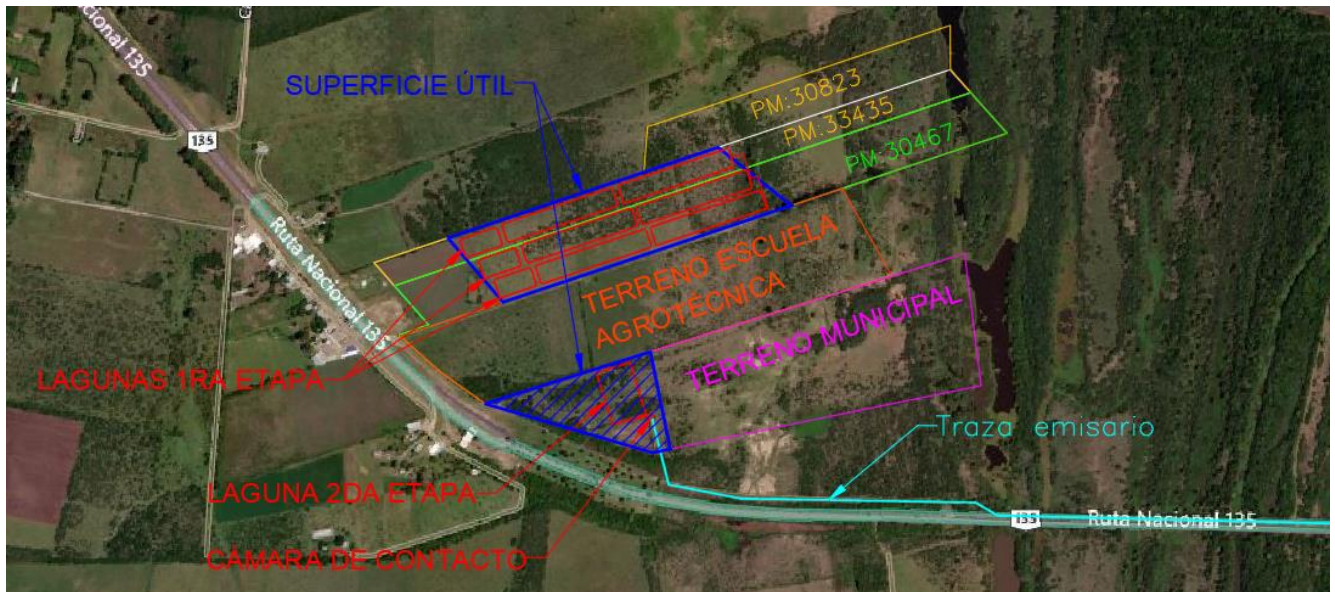 Nacional 135
SUPERFICIE ÚTIL
PM:30823
PM:33435
PM:30467
135
Ruta Nacional 135
TERRENO ESCUELA
AGROTÉCNICA
TERRENO MUNICIPAL
LAGUNAS 1RA ETAPA
Traza emisario
LAGUNA 2DA ETAPA
135
Ruta Nacional 135
CÁMARA DE CONTACTO